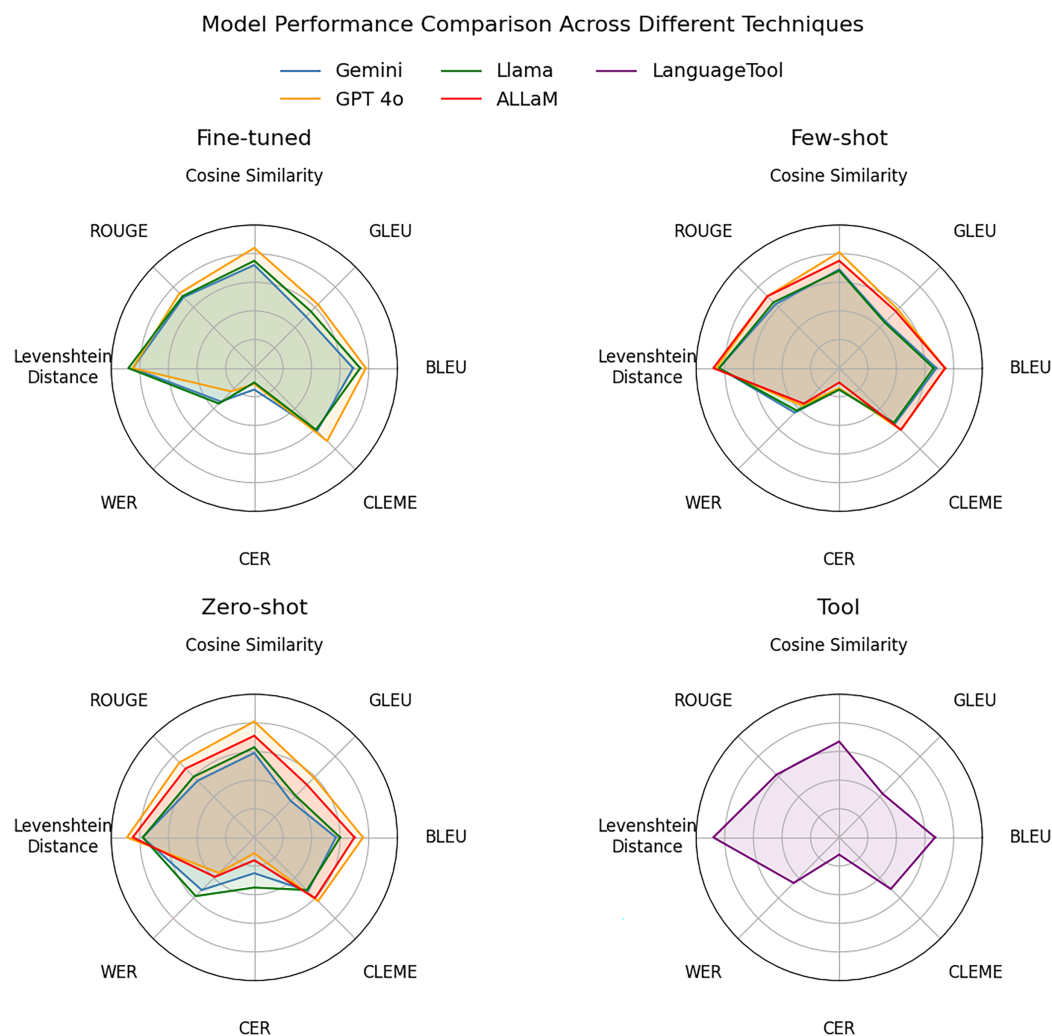 Model Performance Comparison Across Different Techniques
Gemini
Llama
LanguageTool
GPT 4o
ALLaM
Fine-tuned
Cosine Similarity
ROUGE
GLEU
Levenshtein
Distance
BLEU
WER
CLEME
CER
Few-shot
Cosine Similarity
ROUGE
GLEU
Levenshtein
Distance
BLEU
WER
CLEME
CER
Zero-shot
Cosine Similarity
ROUGE
GLEU
Levenshtein
Distance
BLEU
WER
CLEME
CER
Tool
Cosine Similarity
ROUGE
GLEU
Levenshtein
Distance
BLEU
WER
CLEME
CER